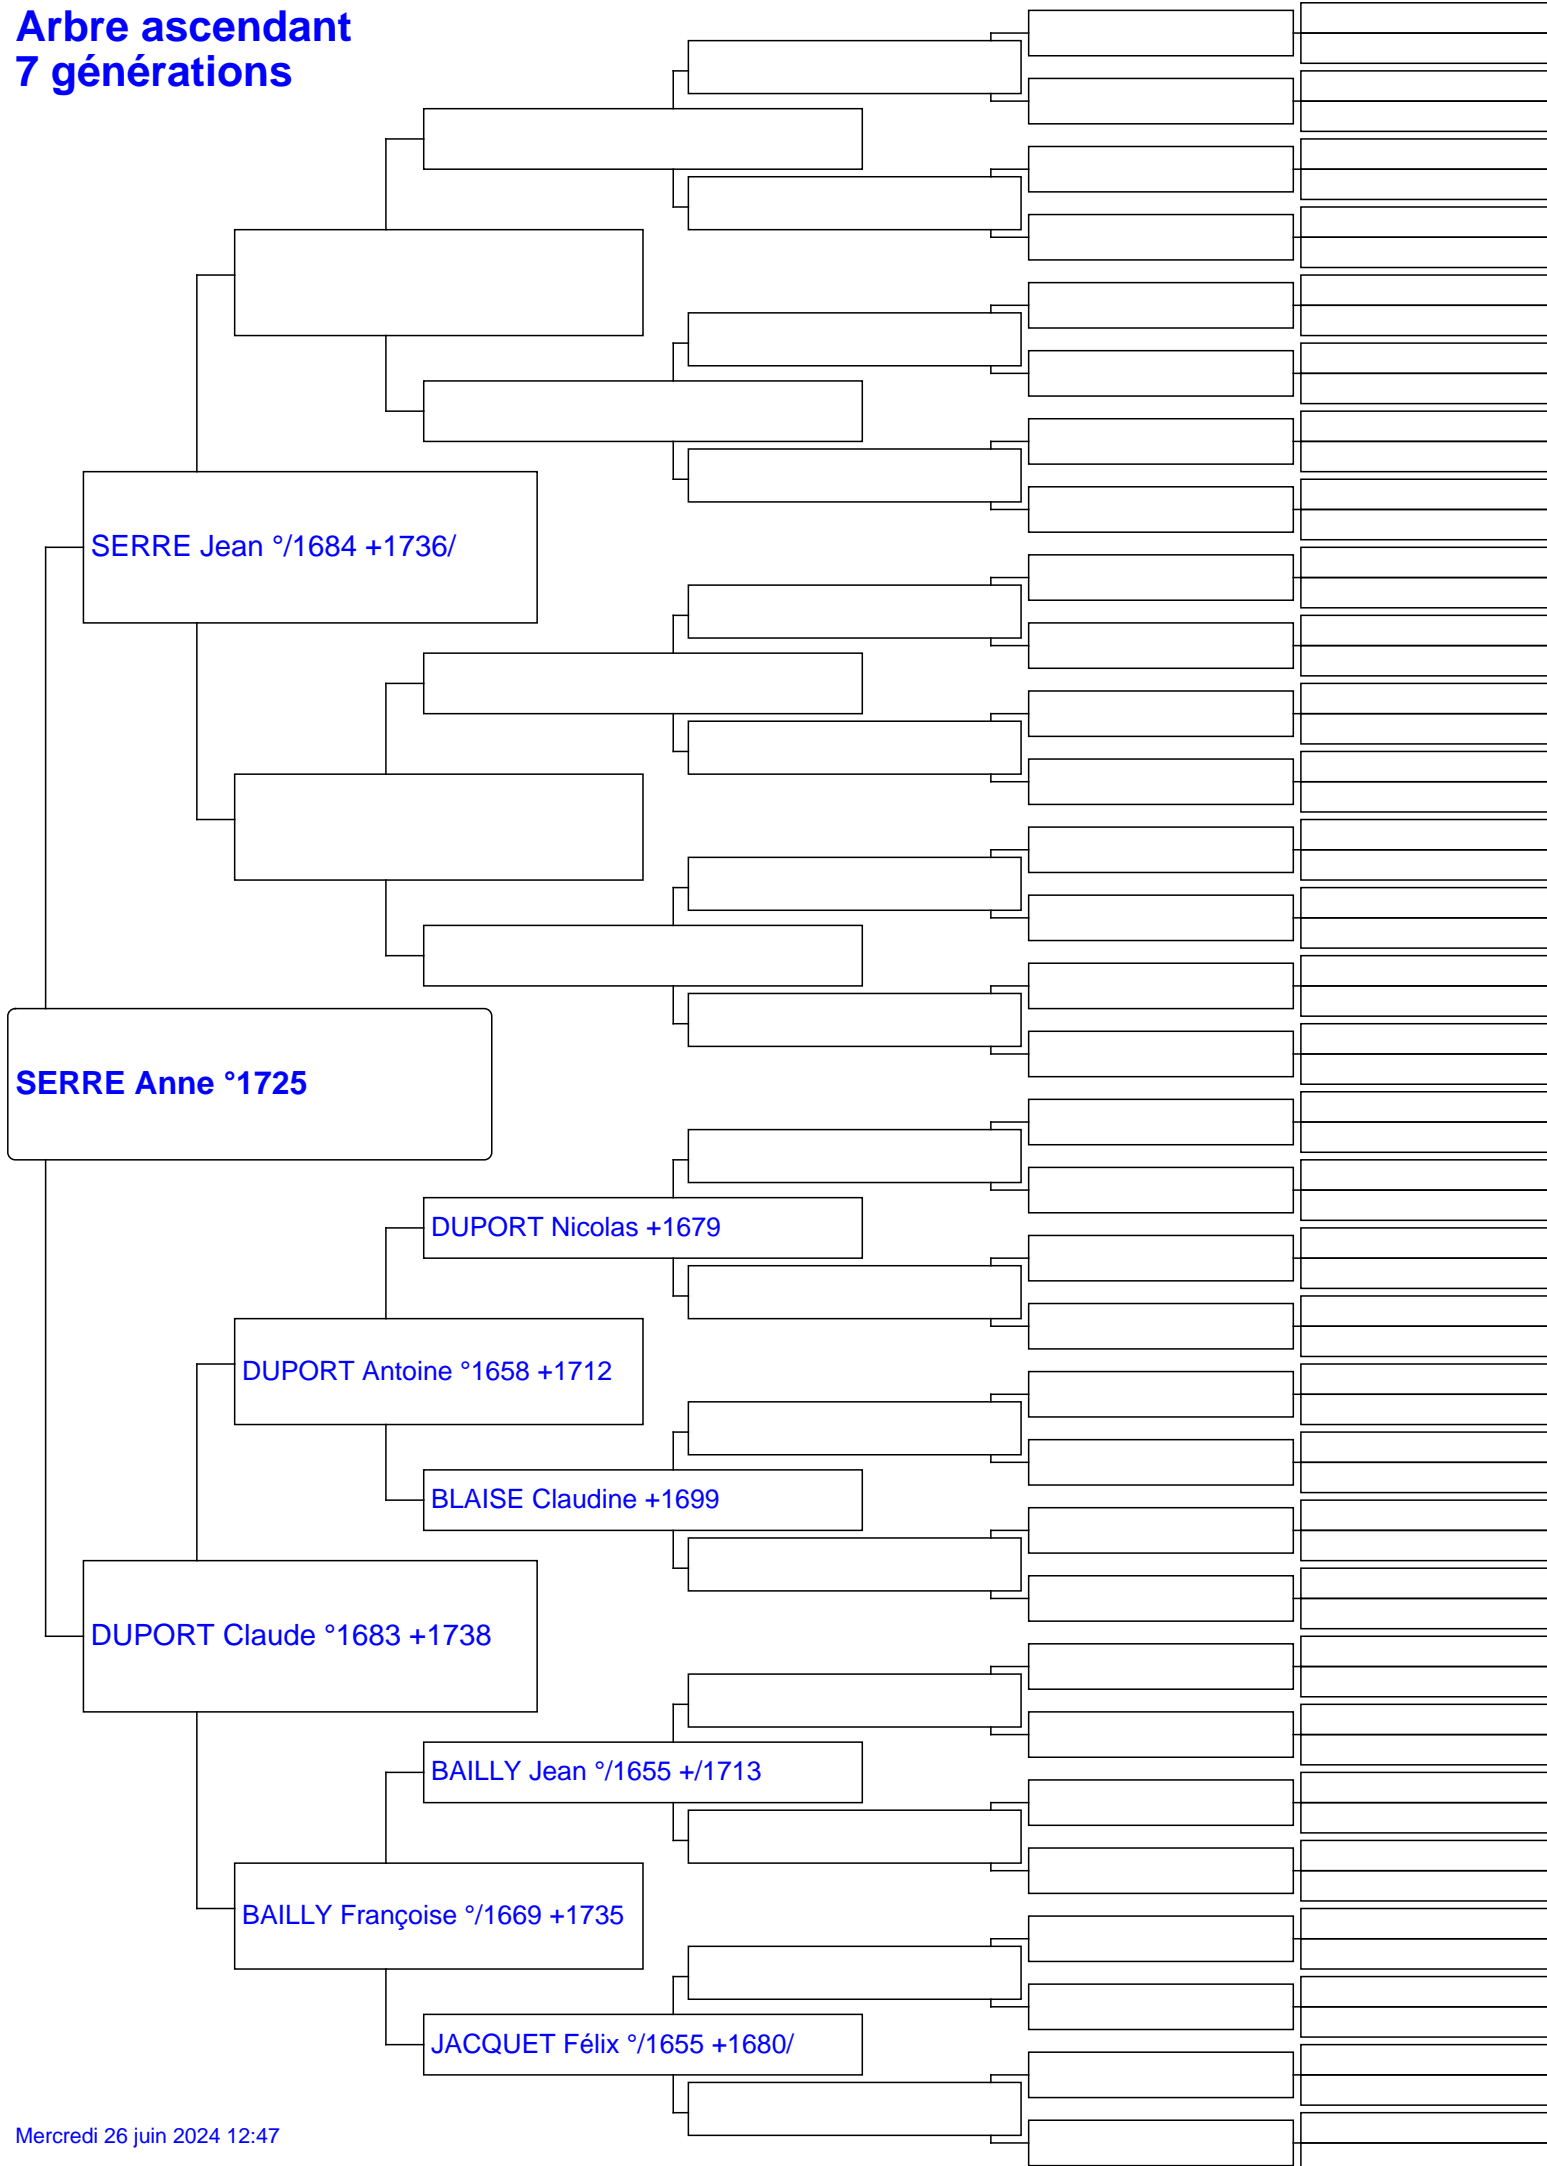 Arbre ascendant
7 générations
SERRE Jean °/1684 +1736/
SERRE Anne °1725
DUPORT Nicolas +1679
DUPORT Antoine °1658 +1712
BLAISE Claudine +1699
DUPORT Claude °1683 +1738
BAILLY Jean °/1655 +/1713
BAILLY Françoise °/1669 +1735
JACQUET Félix °/1655 +1680/
Mercredi 26 juin 2024 12:47